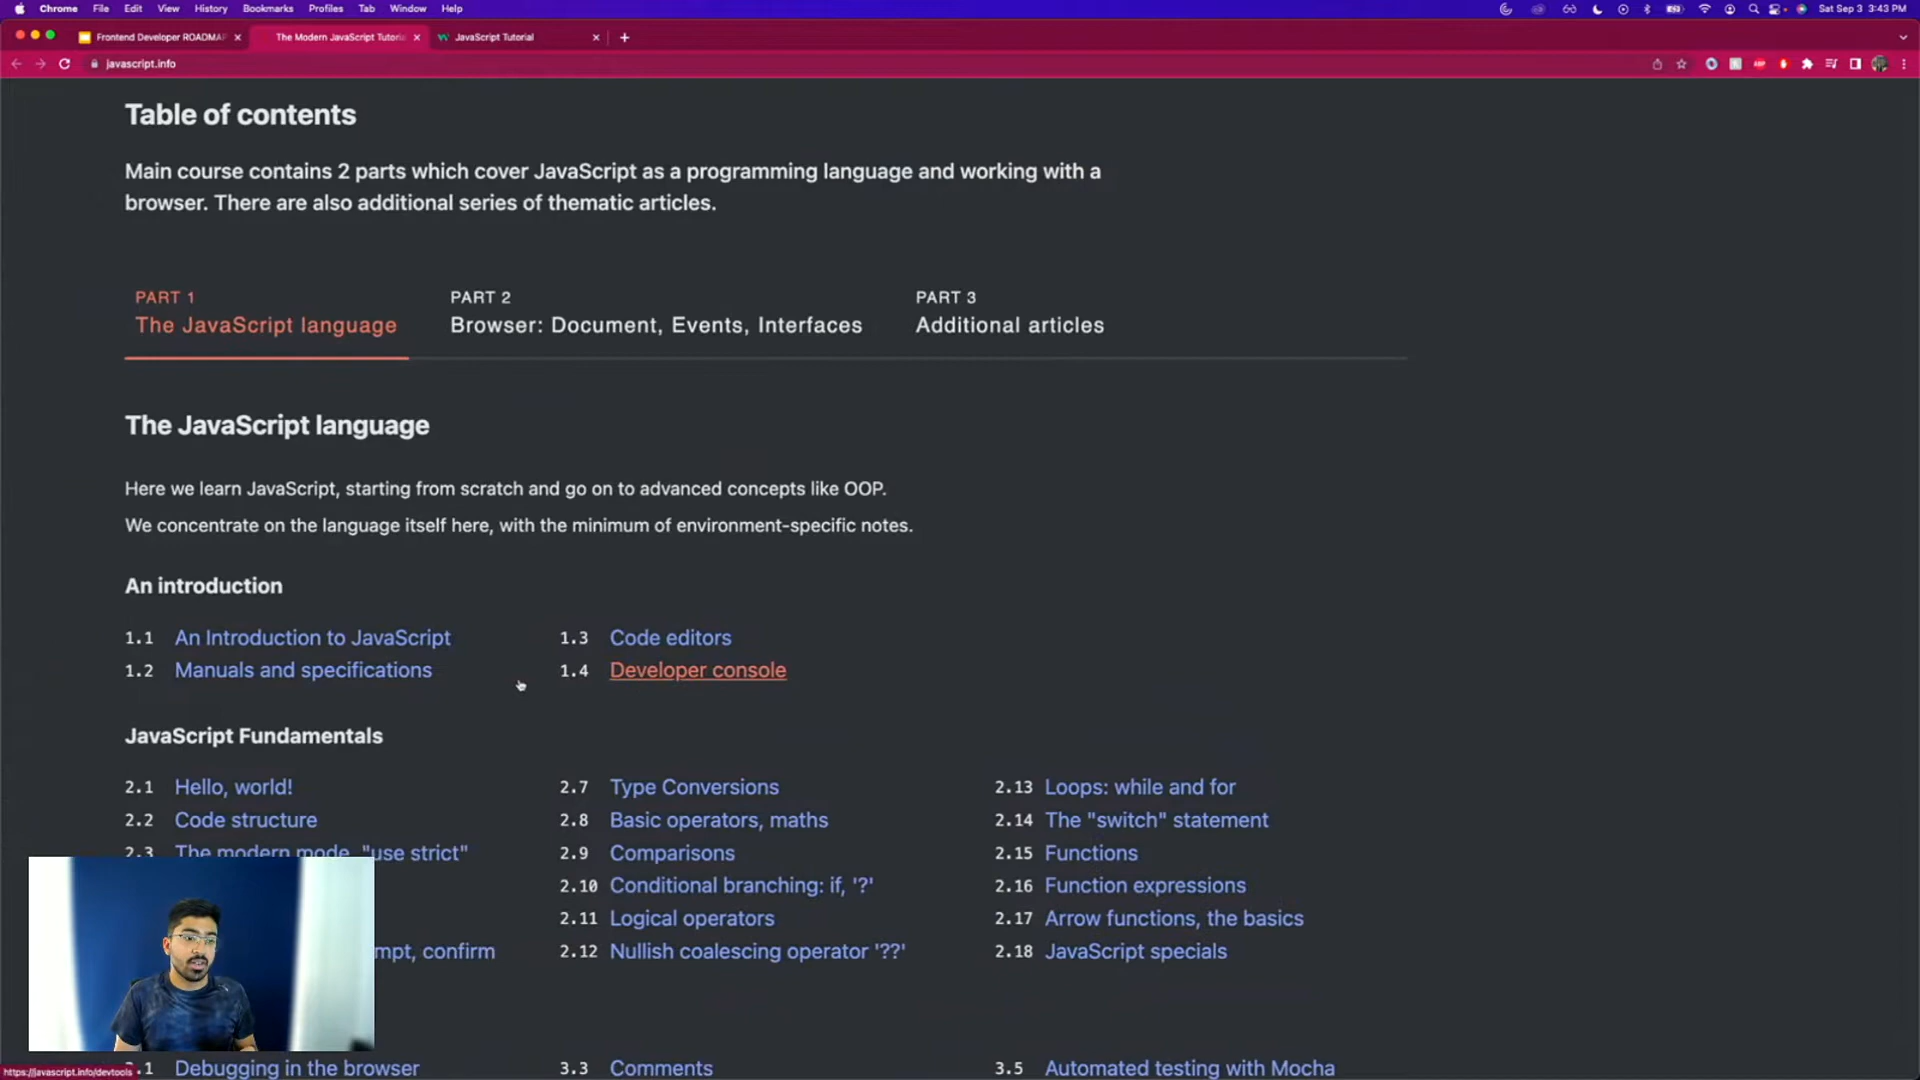 Chrome File Edit View History Bookmarks Profiles Tab Window Help
Sat Sep 3 3:43 PM
Frontend Developer ROADMAP
The Modern JavaScript Tutoria
JavaScript Tutorial
javascript.info
Table of contents
Main course contains 2 parts which cover JavaScript as a programming language and working with a
browser. There are also additional series of thematic articles.
PART 1
The JavaScript language
PART 2
Browser: Document, Events, Interfaces
PART 3
Additional articles
The JavaScript language
Here we learn JavaScript, starting from scratch and go on to advanced concepts like OOP.
We concentrate on the language itself here, with the minimum of environment-specific notes.
An introduction
1.1 An Introduction to JavaScript
1.2 Manuals and specifications
1.3 Code editors
1.4 Developer console
JavaScript Fundamentals
2.1 Hello, world!
2.2 Code structure
2.3 The modern mode, "use strict"
mpt, confirm
2.7 Type Conversions
2.8 Basic operators, maths
2.9 Comparisons
2.10 Conditional branching: if, '?'
2.11 Logical operators
2.12 Nullish coalescing operator '??'
2.13 Loops: while and for
2.14 The "switch" statement
2.15 Functions
2.16 Function expressions
2.17 Arrow functions, the basics
2.18 JavaScript specials
.1 Debugging in the browser
3.3 Comments
3.5 Automated testing with Mocha
https://javascript.info/devtools